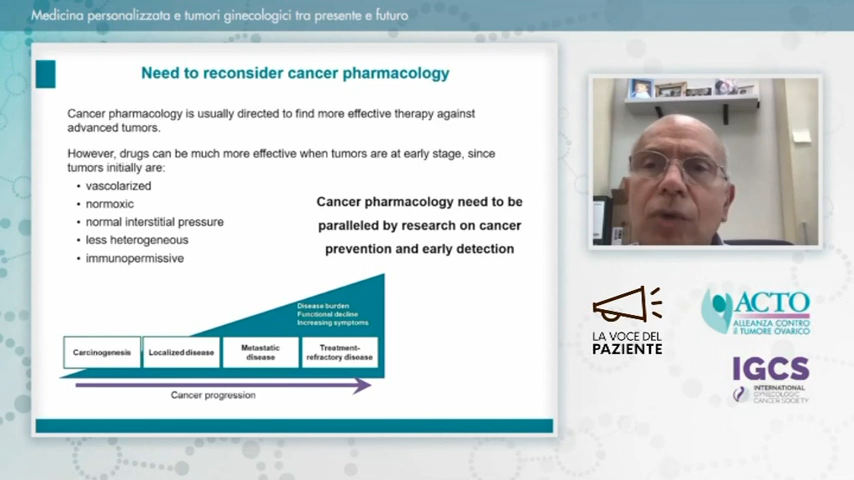 Medicina personalizzata e tumori ginecologici tra presente e futuro
Need to reconsider cancer pharmacology
Cancer pharmacology is usually directed to find more effective therapy against
advanced tumors.
However, drugs can be much more effective when tumors are at early stage, since
tumors initially are:
• vascularized
• normoxic
• normal interstitial pressure
• less heterogeneous
• immunopermissive
Cancer pharmacology need to be
paralleled by research on cancer
prevention and early detection
Disease burden
Functional decline
Increasing symptoms
Carcinogenesis
Localized disease
Metastatic
disease
Treatment-
refractory disease
Cancer progression
LA VOCE DEL
PAZIENTE
ACTO
ALLEANZA CONTRO
il TUMORE OVARICO
IGCS
INTERNATIONAL
GYNECOLOGIC
CANCER SOCIETY